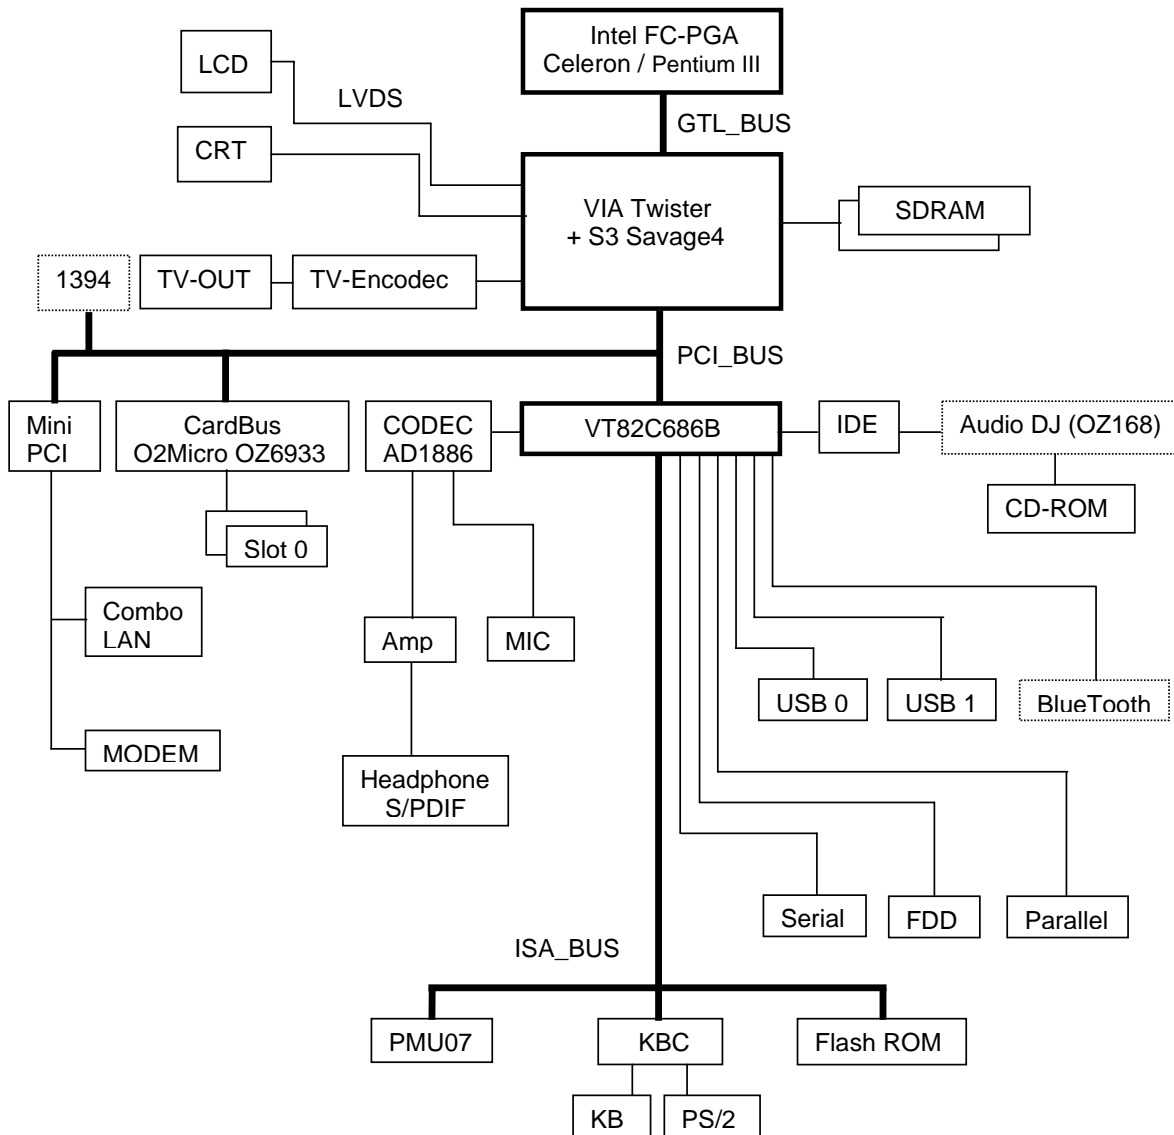 Intel FC-PGA
Celeron / Pentium III
LCD
LVDS
GTL_BUS
CRT
VIA Twister
+ S3 Savage4
SDRAM
1394
TV-OUT
TV-Encodec
PCI_BUS
Mini
PCI
CardBus
O2Micro OZ6933
CODEC
AD1886
VT82C686B
IDE
Audio DJ (OZ168)
CD-ROM
Slot 0
Combo
LAN
Amp
MIC
USB 0
USB 1
BlueTooth
MODEM
Headphone
S/PDIF
Serial
FDD
Parallel
ISA_BUS
PMU07
KBC
Flash ROM
KB
PS/2